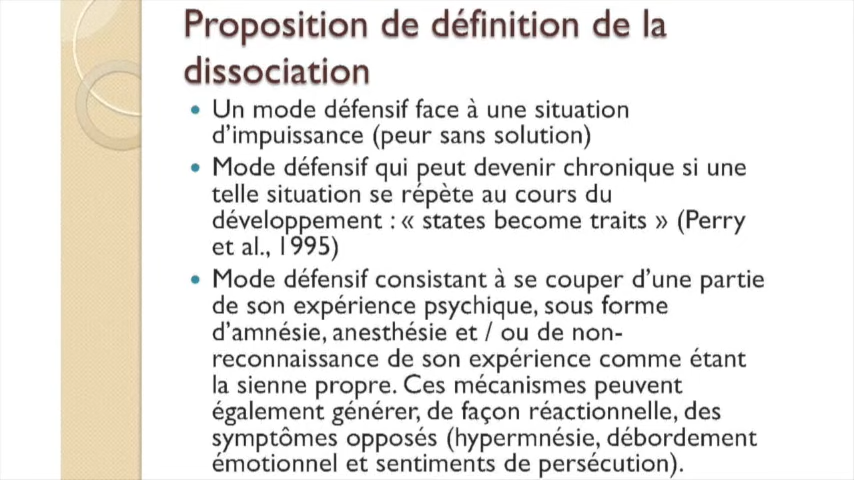 Proposition de définition de la
dissociation
• Un mode défensif face à une situation
d’impuissance (peur sans solution)
• Mode défensif qui peut devenir chronique si une
telle situation se répète au cours du
développement : « states become traits » (Perry
et al., 1995)
• Mode défensif consistant à se couper d’une partie
de son expérience psychique, sous forme
d’amnésie, anesthésie et / ou de non-
reconnaissance de son expérience comme étant
la sienne propre. Ces mécanismes peuvent
également générer, de façon réactionnelle, des
symptômes opposés (hypermnésie, débordement
émotionnel et sentiments de persécution).